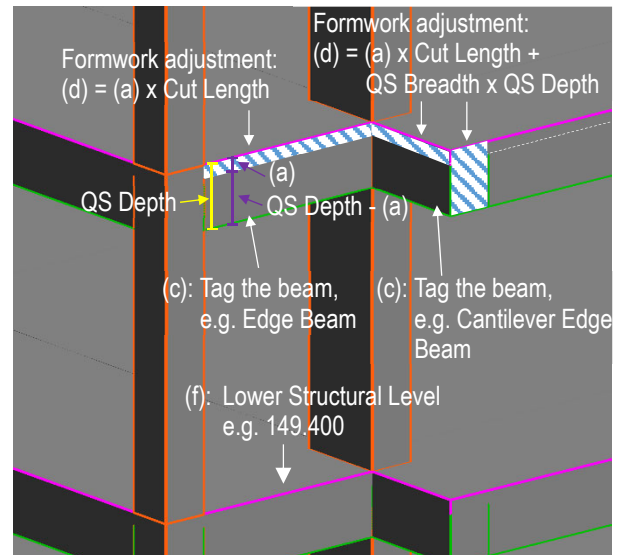 Formwork adjustment:
(d) = (a) x Cut Length
Formwork adjustment:
(d) = (a) x Cut Length +
QS Breadth x QS Depth
(a)
QS Depth
QS Depth - (a)
(c): Tag the beam,
e.g. Edge Beam
(c): Tag the beam,
e.g. Cantilever Edge
Beam
(f): Lower Structural Level
e.g. 149.400